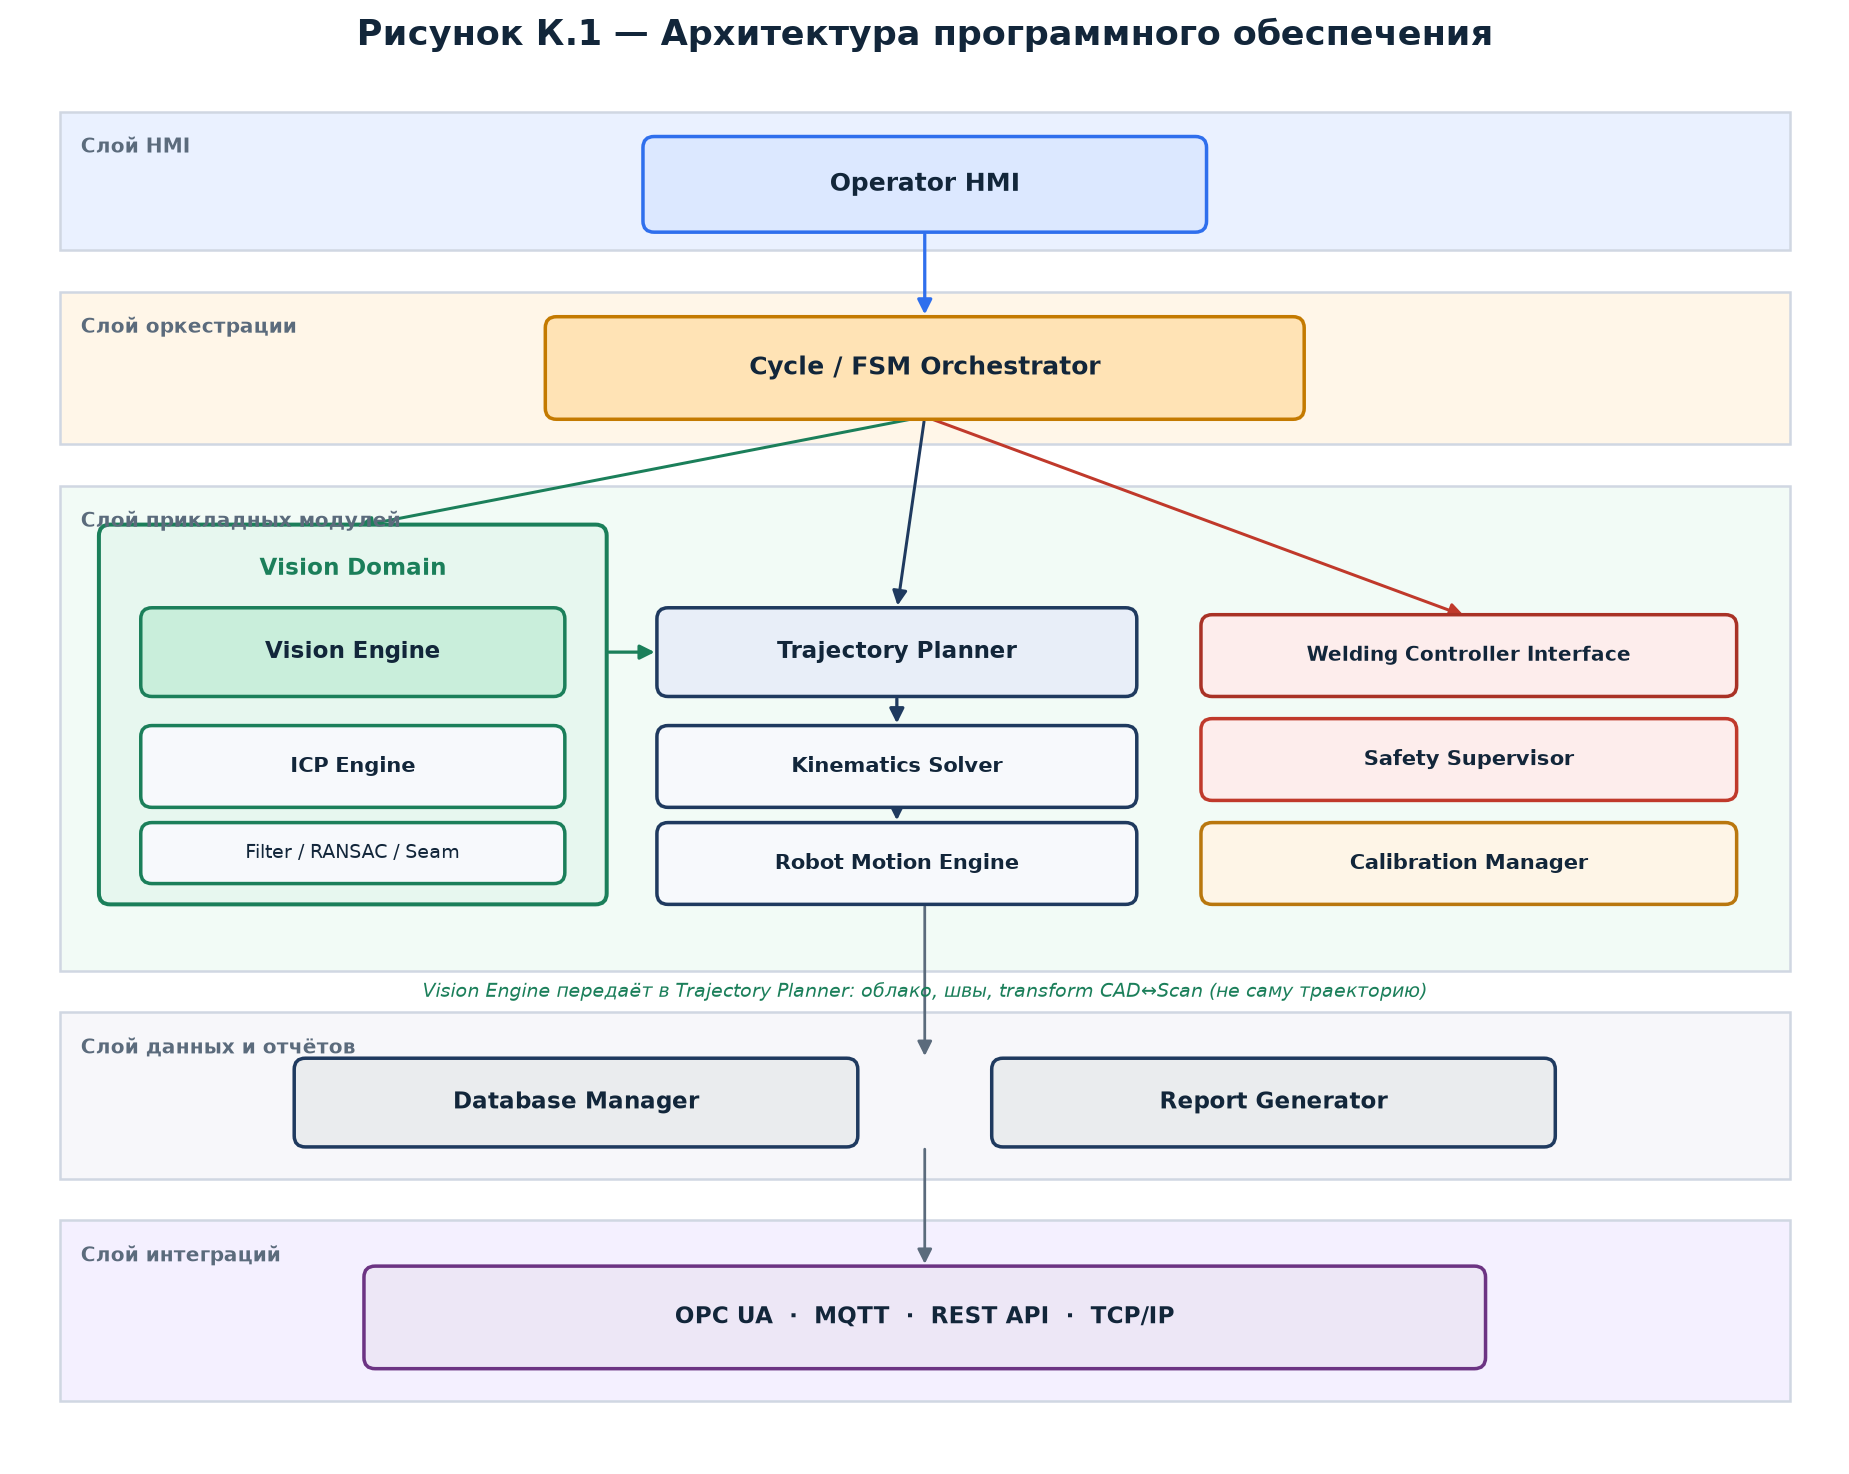 Рисунок К.1 — Архитектура программного обеспечения
Слой HMI
Operator HMI
Слой оркестрации
Cycle / FSM Orchestrator
Слой прикладных модулей
Vision Domain
Vision Engine
Trajectory Planner
Welding Controller Interface
ICP Engine
Kinematics Solver
Safety Supervisor
Filter / RANSAC / Seam
Robot Motion Engine
Calibration Manager
Vision Engine передаёт в Trajectory Planner: облако, швы, transform CAD↔Scan (не саму траекторию)
Слой данных и отчётов
Database Manager
Report Generator
Слой интеграций
OPC UA · MQTT · REST API · TCP/IP